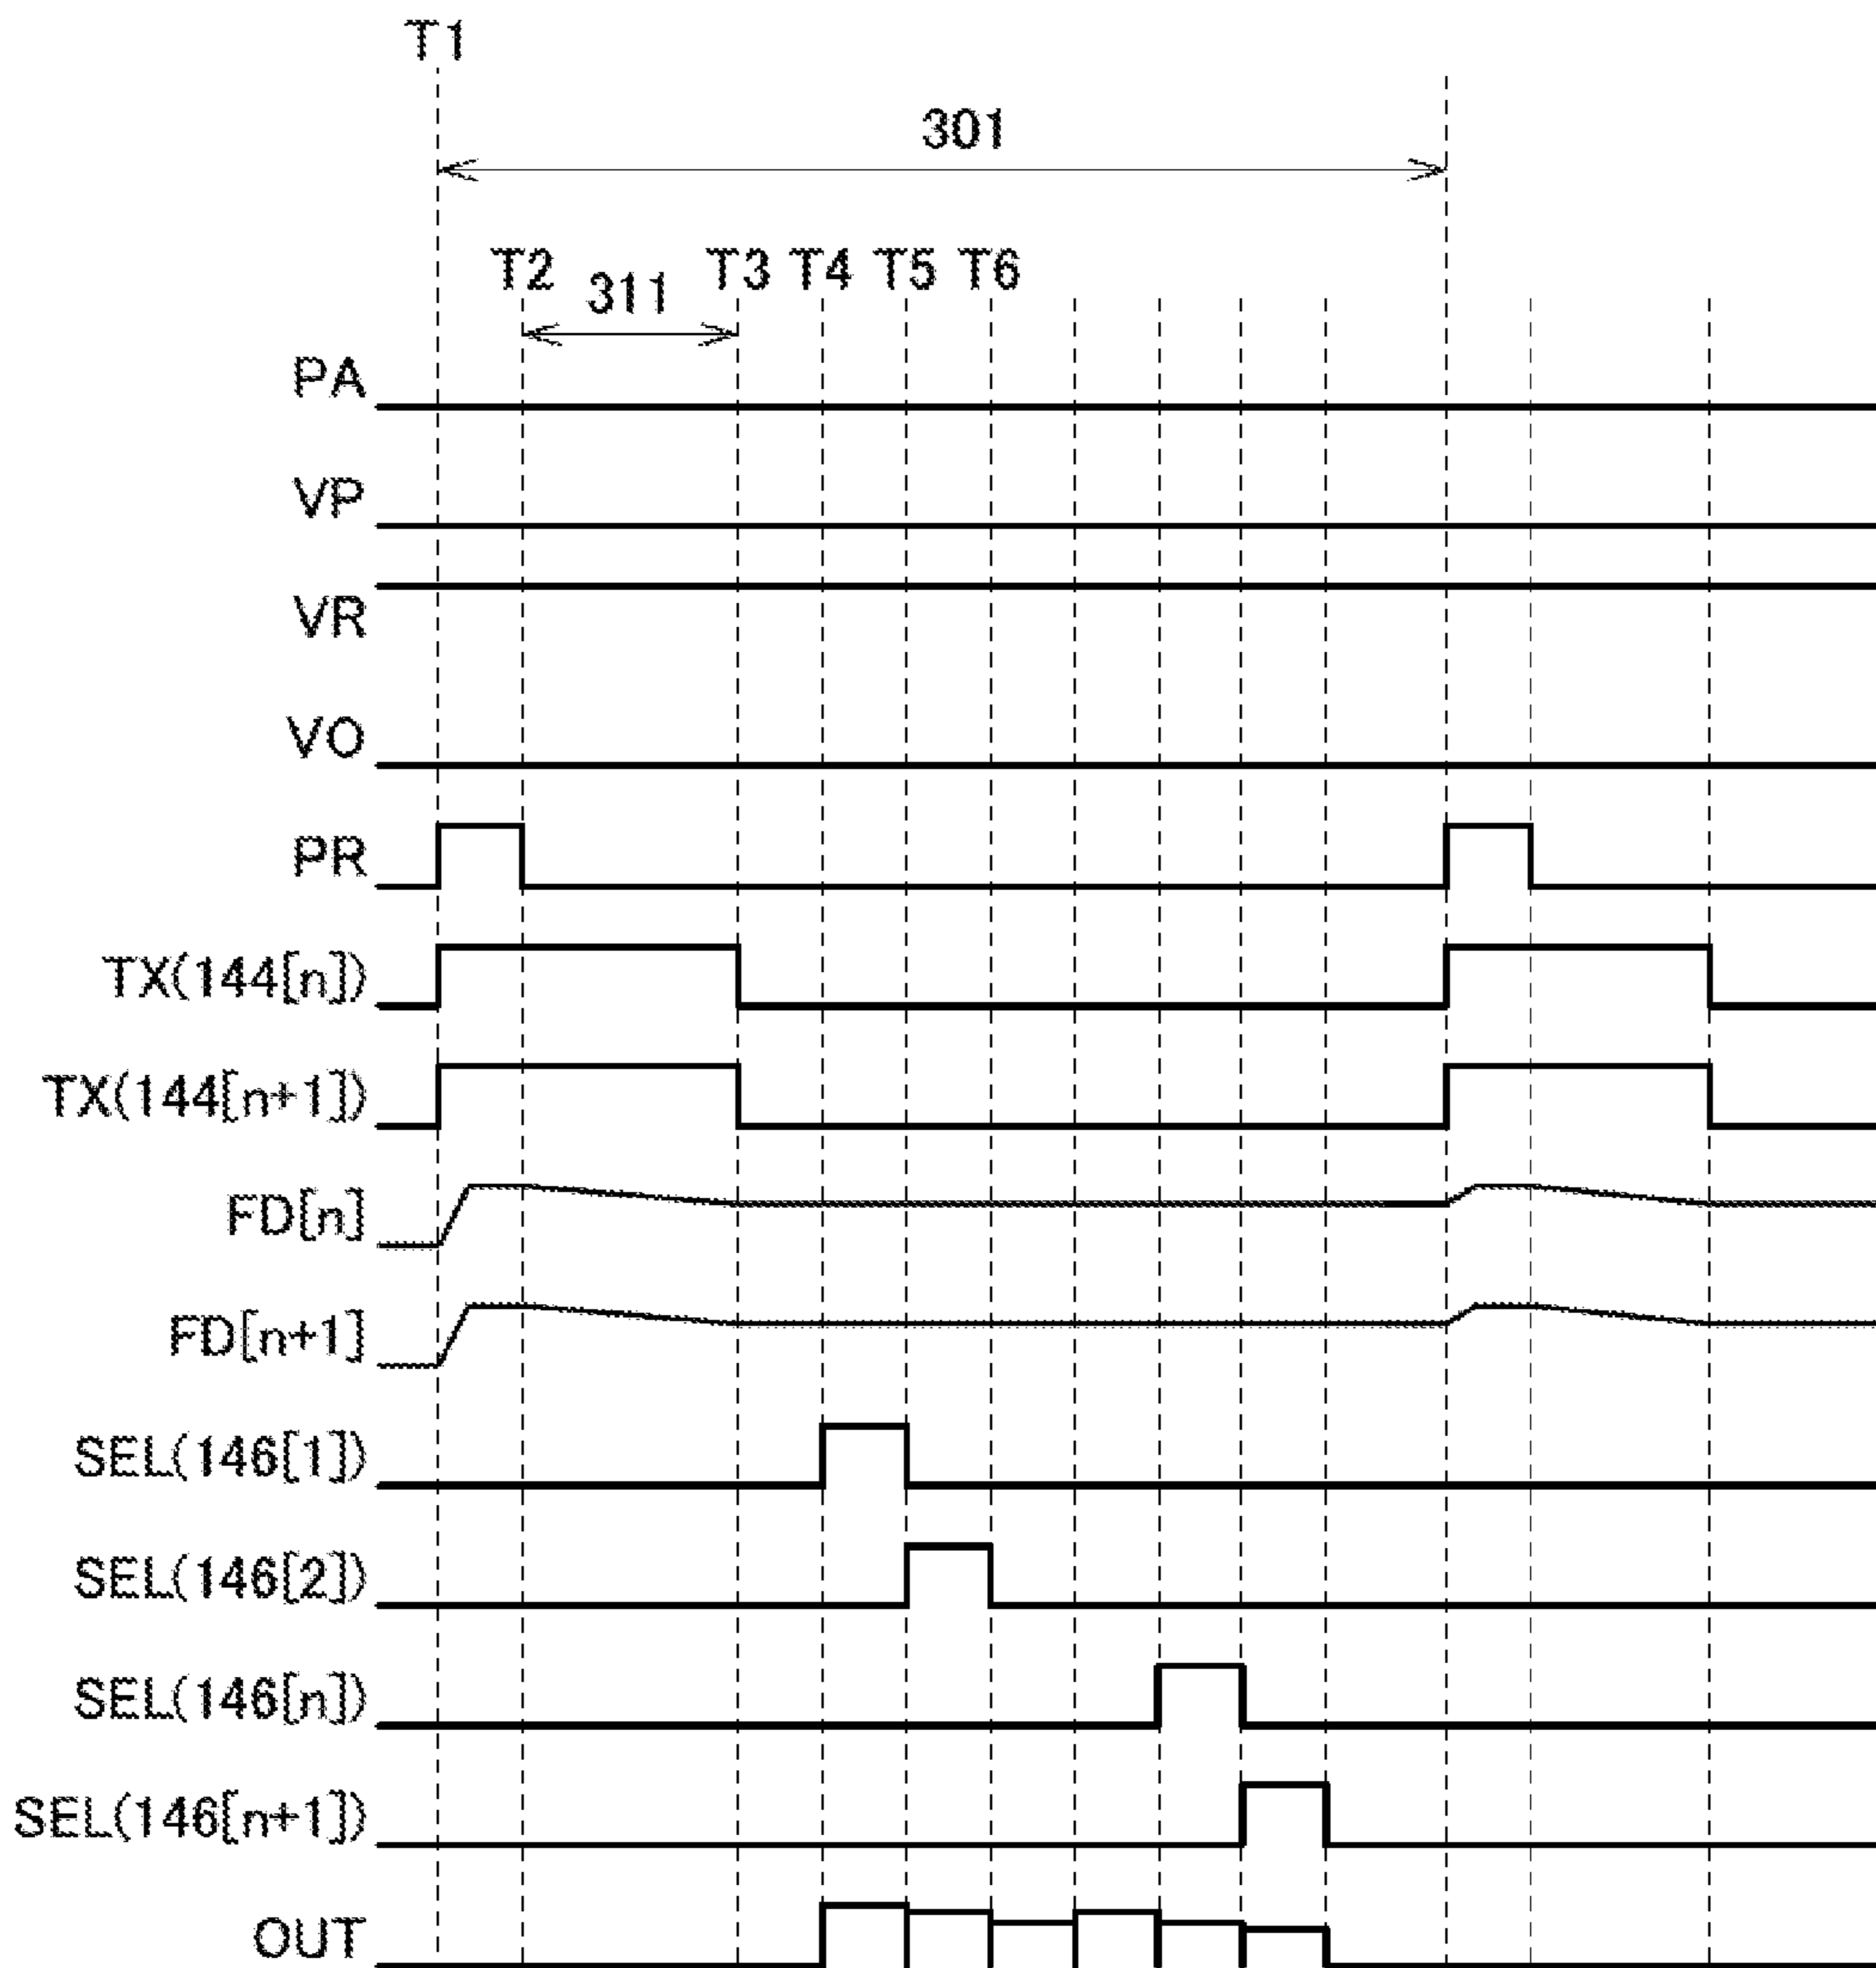 T1
301
T2 311 T3 T4 T5 T6
PA
VP
VR
VO
PR
TX(144[n])
TX(144[n+1])
FD[n]
FD[n+1]
SEL(146[1])
SEL(146[2])
SEL(146[n])
SEL(146[n+1])
OUT